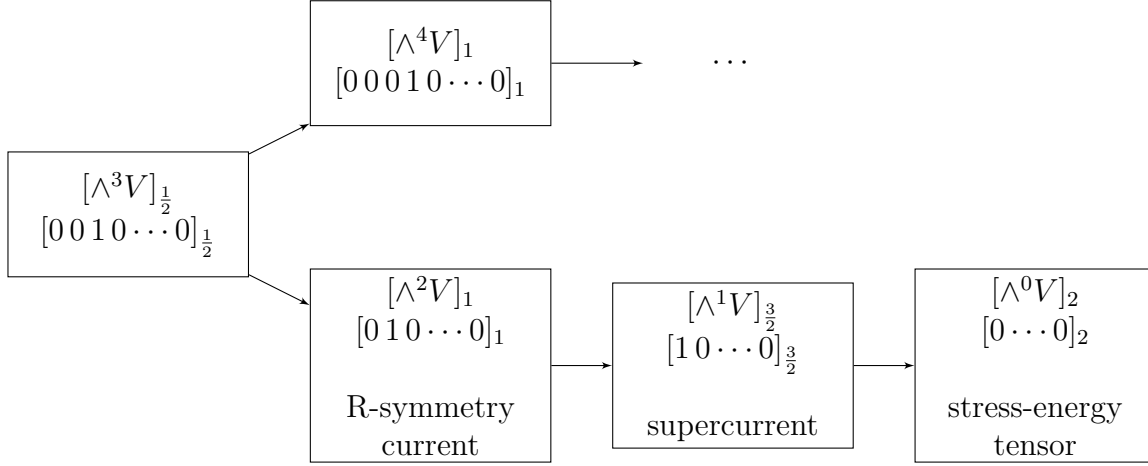 [∧⁴V]₁
[0 0 0 1 0 ⋯ 0]₁
⋯
[∧³V]_{1/2}
[0 0 1 0 ⋯ 0]_{1/2}
[∧²V]₁
[0 1 0 ⋯ 0]₁
R-symmetry
current
[∧¹V]_{3/2}
[1 0 ⋯ 0]_{3/2}
supercurrent
[∧⁰V]₂
[0 ⋯ 0]₂
stress-energy
tensor